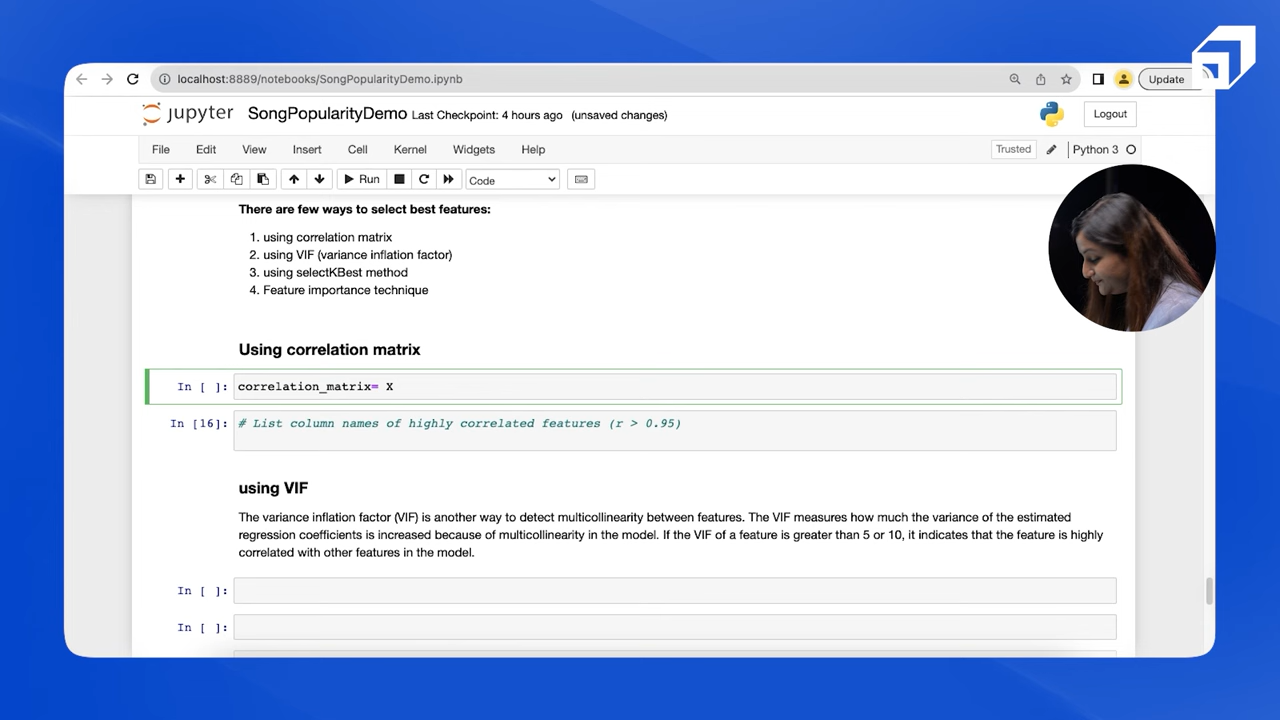 localhost:8889/notebooks/SongPopularityDemo.ipynb
Update
jupyter SongPopularityDemo Last Checkpoint: 4 hours ago (unsaved changes)
Logout
File Edit View Insert Cell Kernel Widgets Help
Trusted Python 3
Run Code
There are few ways to select best features:
1. using correlation matrix
2. using VIF (variance inflation factor)
3. using selectKBest method
4. Feature importance technique
Using correlation matrix
In [ ]: correlation_matrix= X
In [16]: # List column names of highly correlated features (r > 0.95)
using VIF
The variance inflation factor (VIF) is another way to detect multicollinearity between features. The VIF measures how much the variance of the estimated
regression coefficients is increased because of multicollinearity in the model. If the VIF of a feature is greater than 5 or 10, it indicates that the feature is highly
correlated with other features in the model.
In [ ]:
In [ ]: